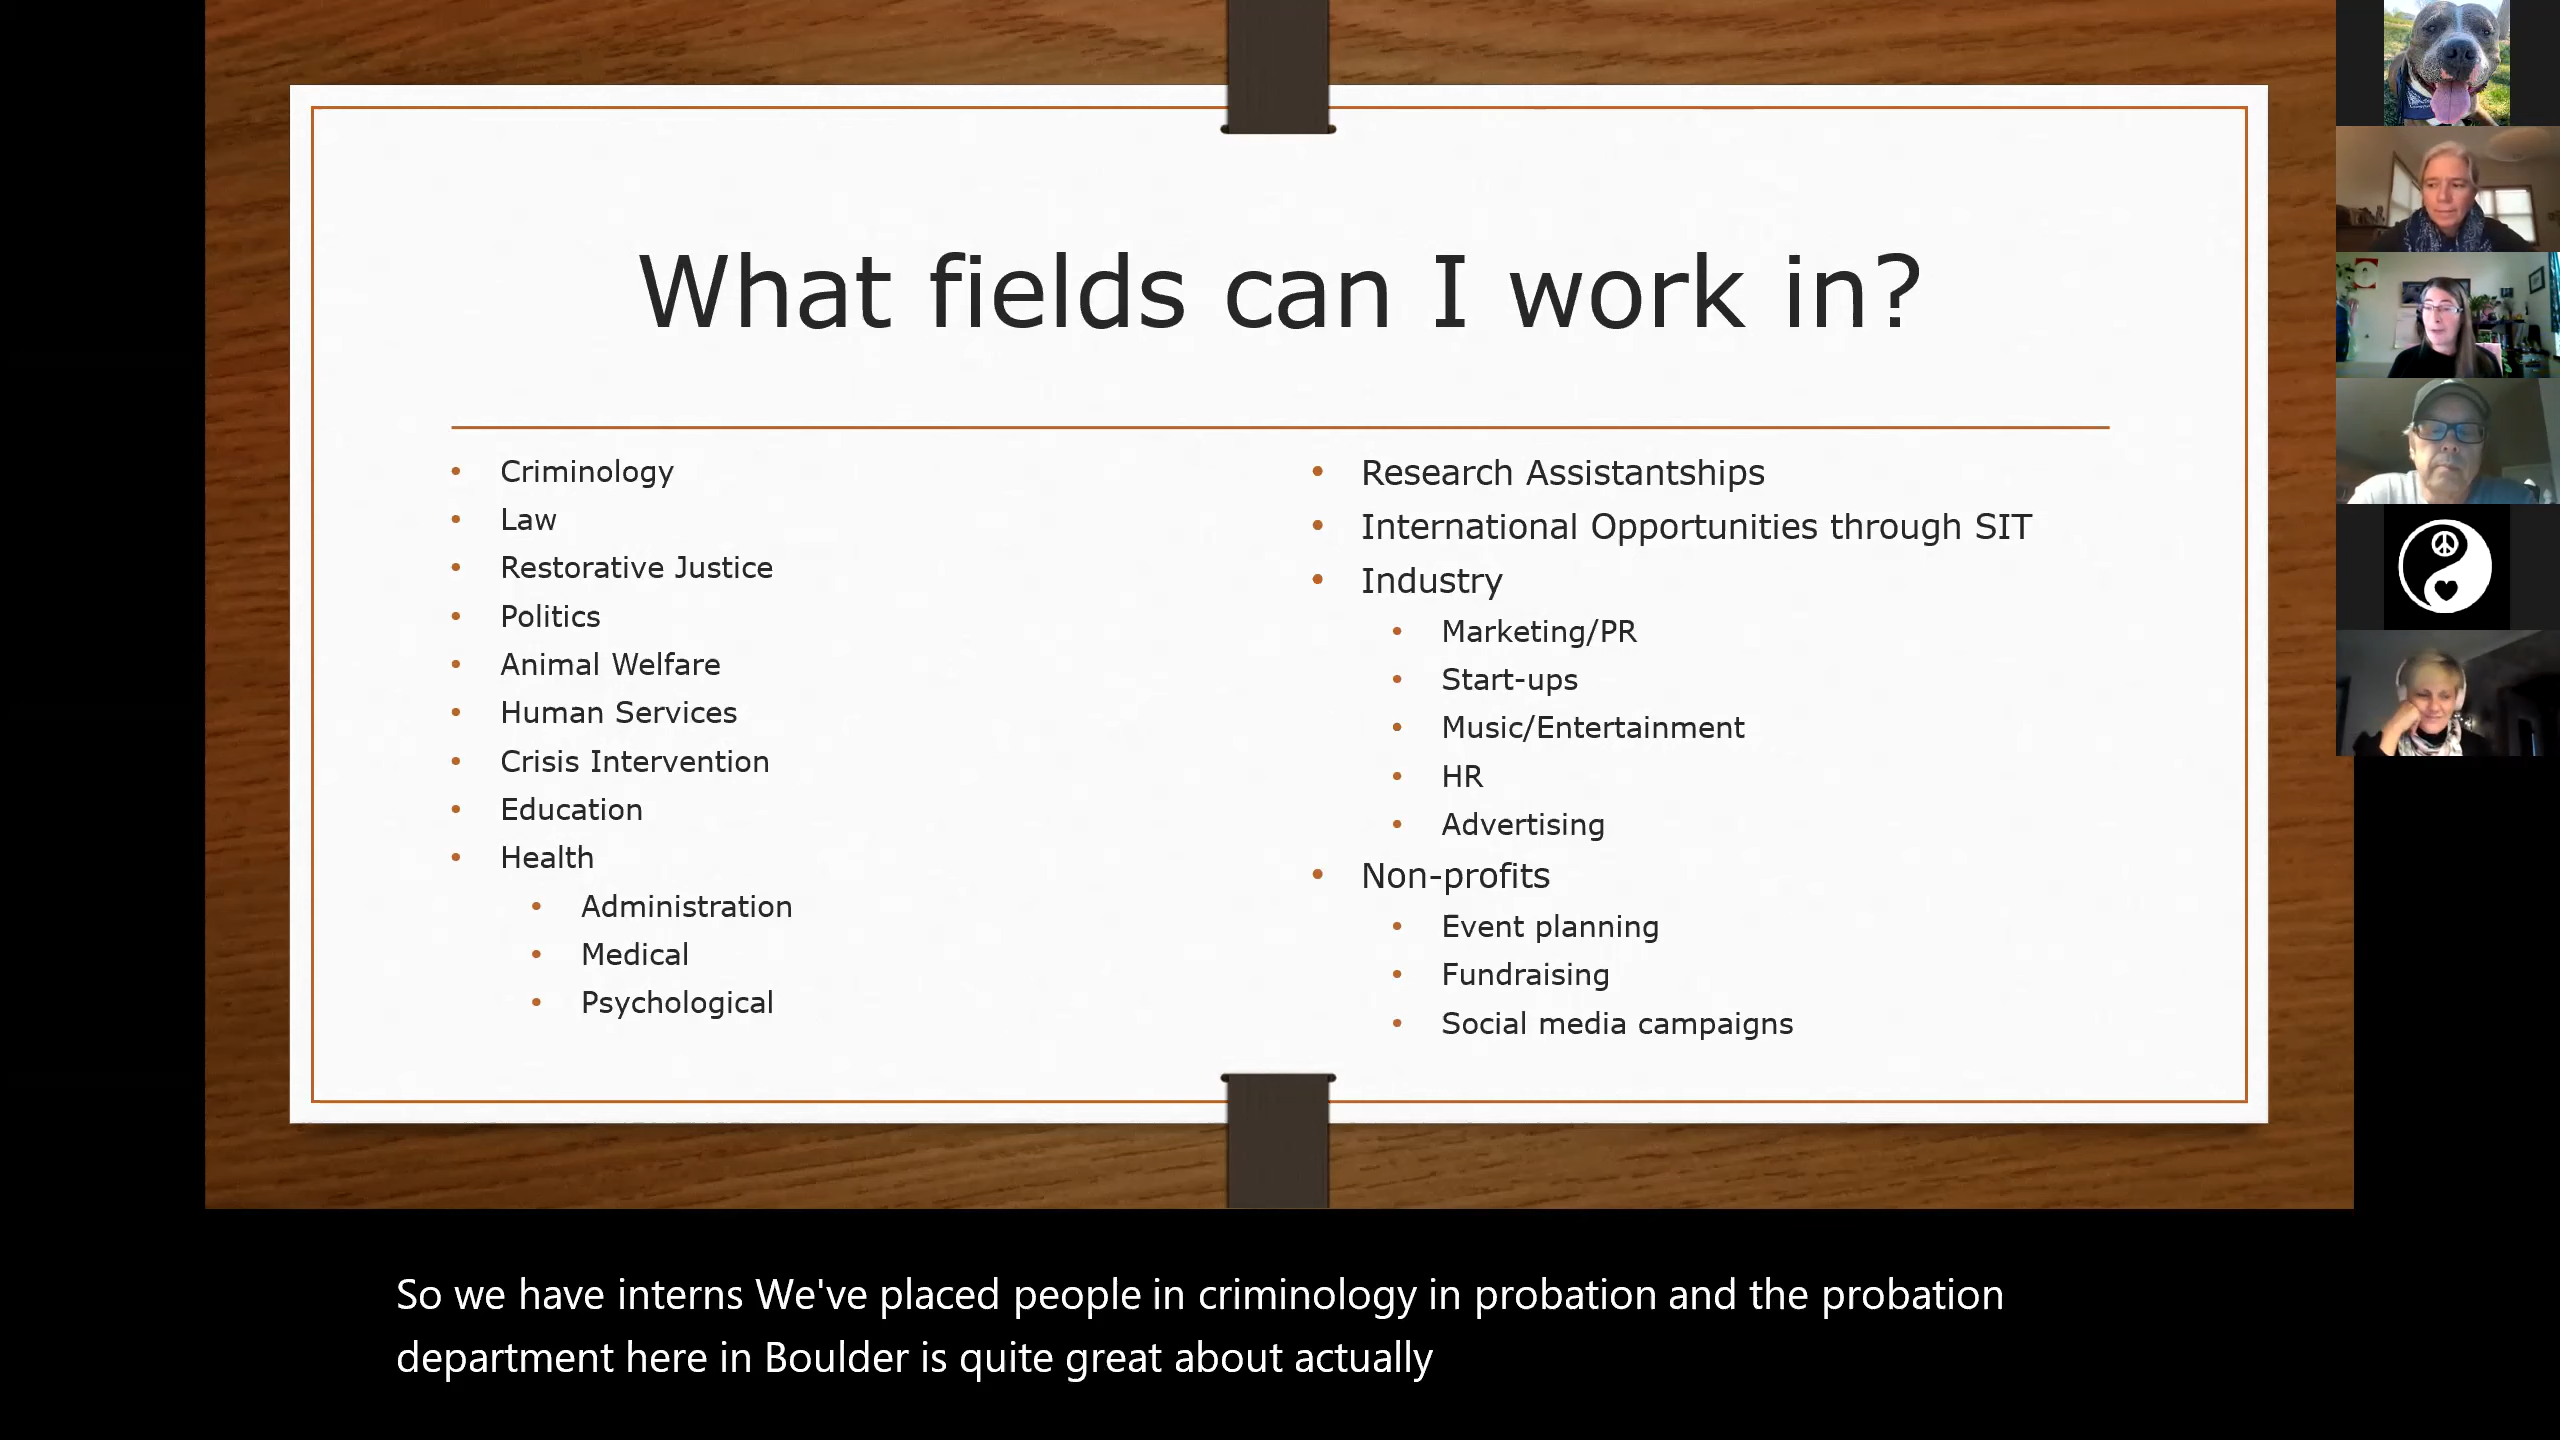 What fields can I work in?
Criminology
Law
Restorative Justice
Politics
Animal Welfare
Human Services
Crisis Intervention
Education
Health
Administration
Medical
Psychological
Research Assistantships
International Opportunities through SIT
Industry
Marketing/PR
Start-ups
Music/Entertainment
HR
Advertising
Non-profits
Event planning
Fundraising
Social media campaigns
So we have interns We've placed people in criminology in probation and the probation
department here in Boulder is quite great about actually